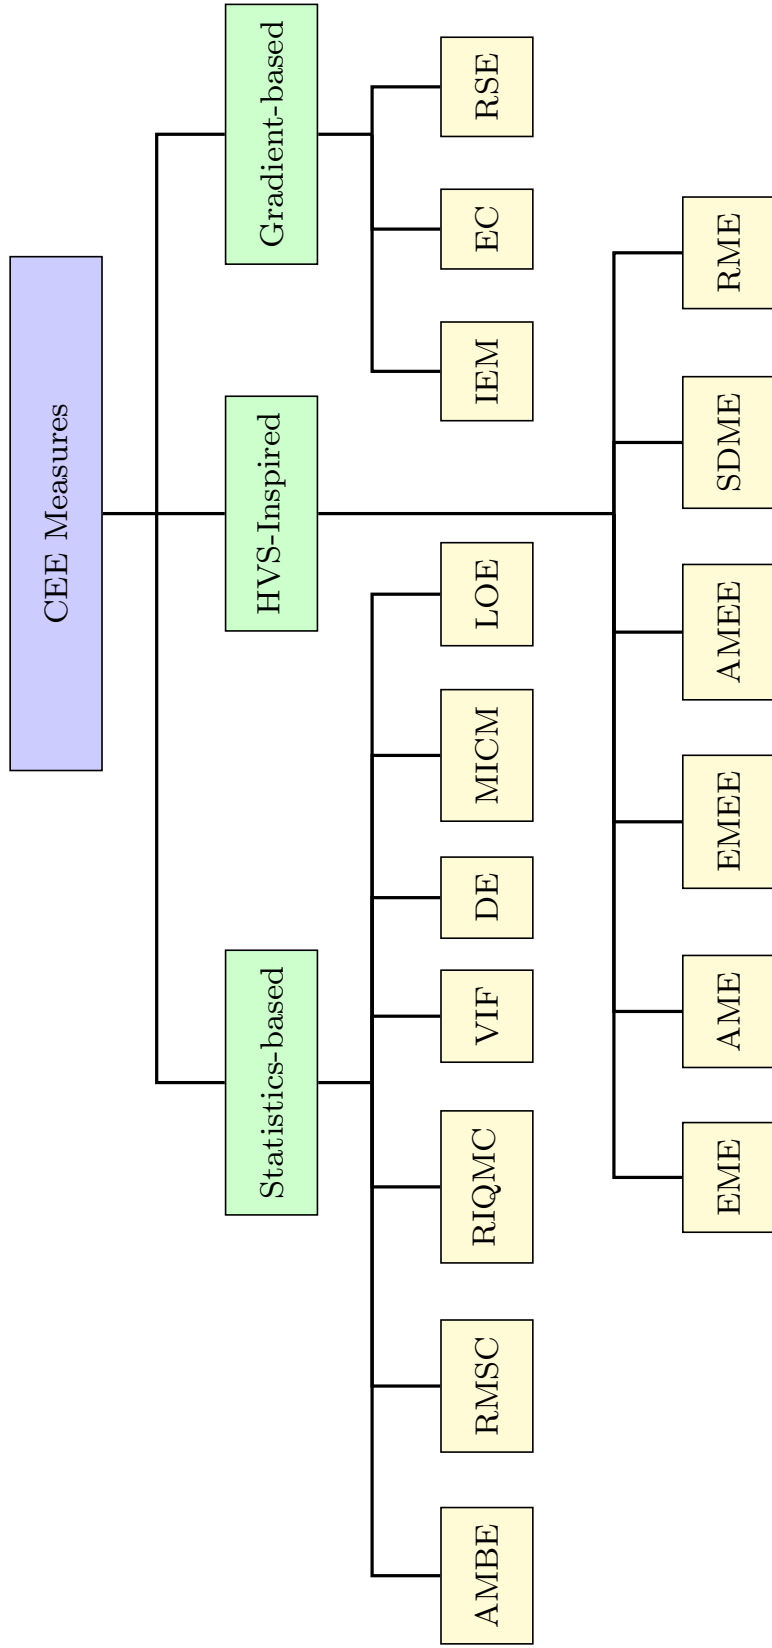 CEE Measures
Statistics-based
HVS-Inspired
Gradient-based
AMBE
RMSC
RIQMC
VIF
DE
MICM
LOE
IEM
EC
RSE
EME
AME
EMEE
AMEE
SDME
RME